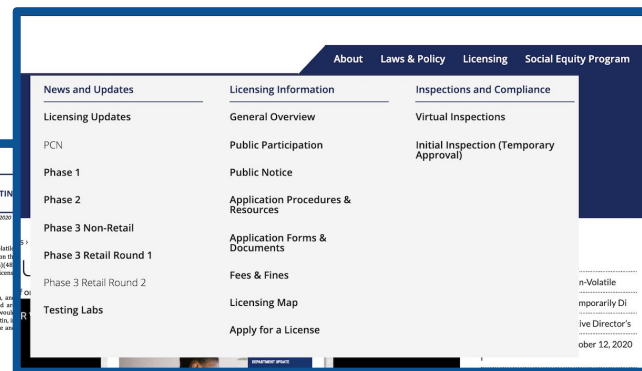 About Laws & Policy Licensing Social Equity Program
News and Updates
Licensing Updates
PCN
Phase 1
Phase 2
Phase 3 Non-Retail
Phase 3 Retail Round 1
Phase 3 Retail Round 2
Testing Labs
Licensing Information
General Overview
Public Participation
Public Notice
Application Procedures &
Resources
Application Forms &
Documents
Fees & Fines
Licensing Map
Apply for a License
Inspections and Compliance
Virtual Inspections
Initial Inspection (Temporary
Approval)
n-Volatile
mporarily Di
ive Director's
ober 12, 2020
DEPARTMENT UPDATE